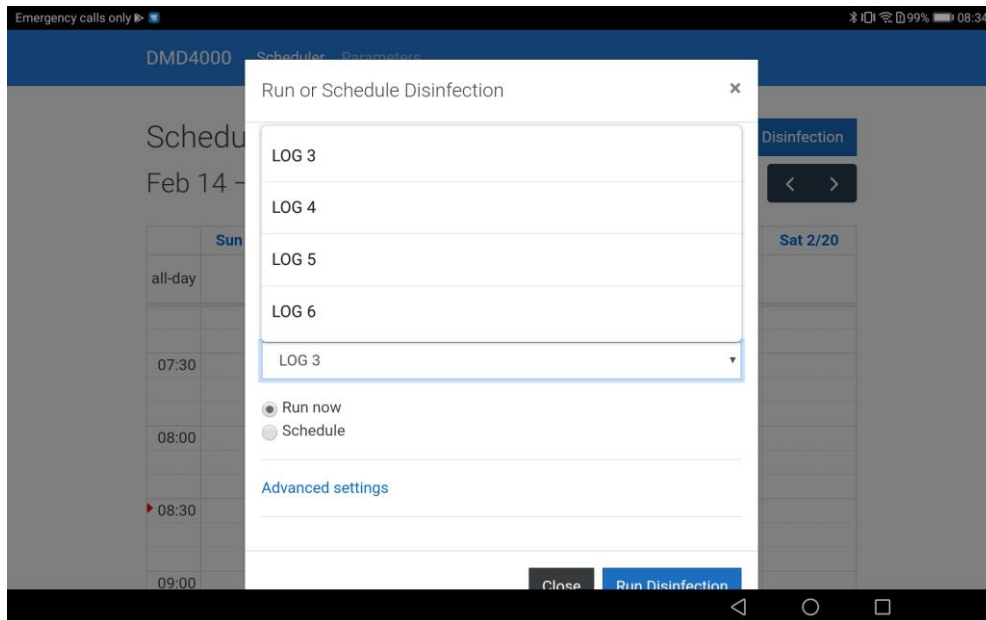 Emergency calls only 99% 08:34
DMD4000 Scheduler Parameters
Run or Schedule Disinfection ×
Schedu Disinfection
Feb 14 –
LOG 3
LOG 4
LOG 5
LOG 6
Sun Sat 2/20
all-day
LOG 3
07:30
Run now
Schedule
08:00
Advanced settings
08:30
09:00
Close Run Disinfection